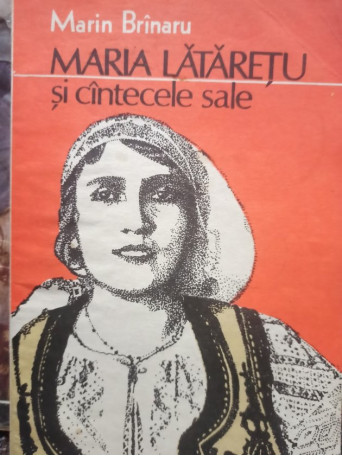 Marin Brînaru
MARIA LĂTĂREȚU
și cîntecele sale